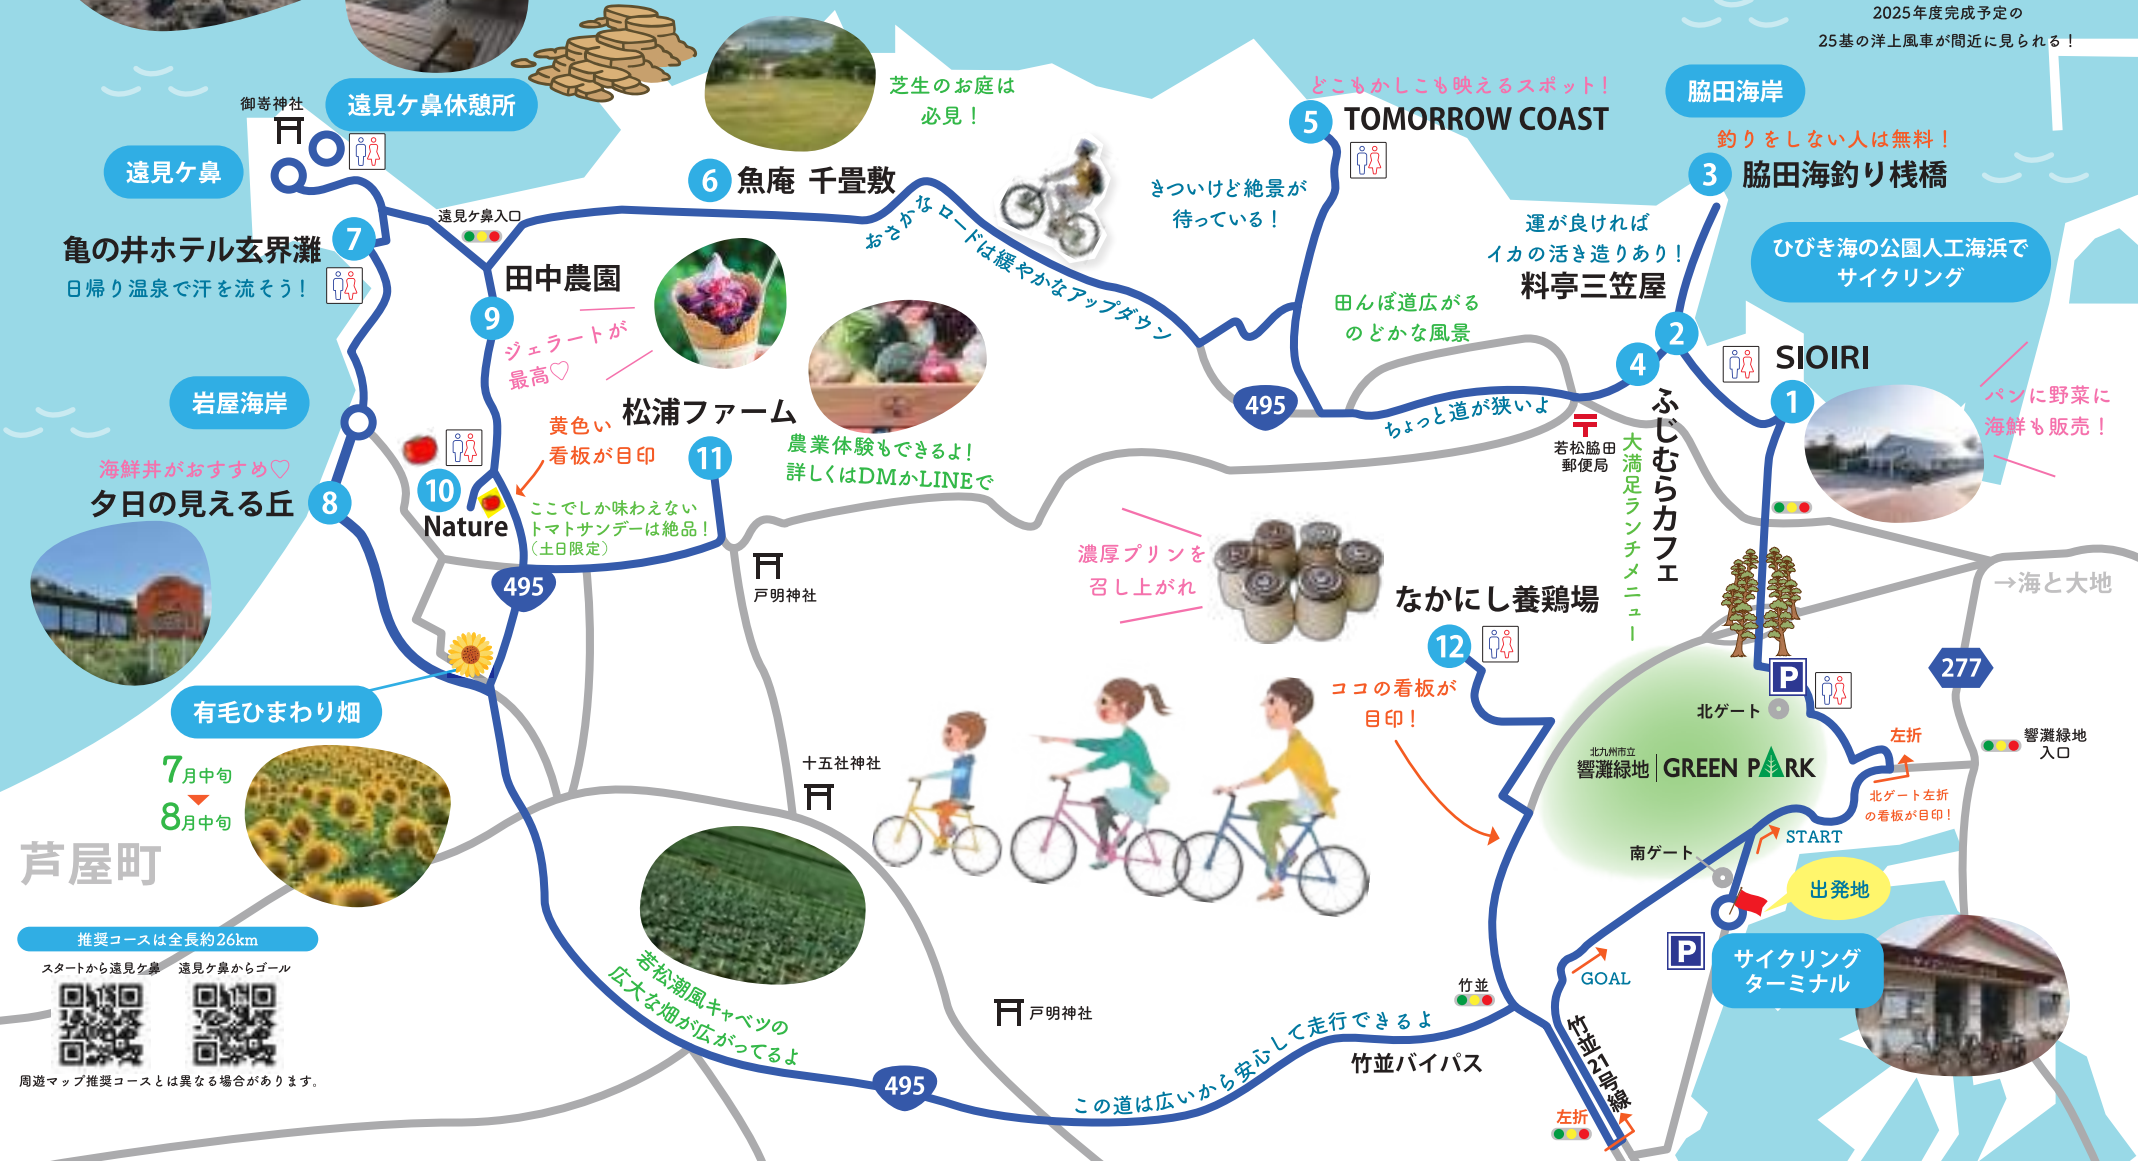 2025年度完成予定の
25基の洋上風車が間近に見られる！
御嵜神社
遠見ケ鼻休憩所
遠見ケ鼻
芝生のお庭は
必見！
6 魚庵 千畳敷
どこもかしこも映えるスポット！
5 TOMORROW COAST
脇田海岸
釣りをしない人は無料！
3 脇田海釣り桟橋
きついけど絶景が
待っている！
運が良ければ
イカの活き造りあり！
料亭三笠屋
2
ひびき海の公園人工海浜で
サイクリング
遠見ケ鼻入口
7
亀の井ホテル玄界灘
日帰り温泉で汗を流そう！
おさかなロードは緩やかなアップダウン
田中農園
9
ジェラートが
最高♡
田んぼ道広がる
のどかな風景
4
ふじむらカフェ
大満足ランチメニュー
SIOIRI
1
パンに野菜に
海鮮も販売！
岩屋海岸
495
ちょっと道が狭いよ
若松脇田
郵便局
松浦ファーム
11
農業体験もできるよ！
詳しくはDMかLINEで
黄色い
看板が目印
海鮮丼がおすすめ♡
夕日の見える丘
8
10
Nature
ここでしか味わえない
トマトサンデーは絶品！
（土日限定）
495
戸明神社
濃厚プリンを
召し上がれ
なかにし養鶏場
12
ココの看板が
目印！
→海と大地
277
P
北ゲート
左折
響灘緑地
入口
北九州市立
響灘緑地 GREEN PARK
北ゲート左折
の看板が目印！
START
南ゲート
出発地
P
サイクリング
ターミナル
GOAL
有毛ひまわり畑
7月中旬
8月中旬
十五社神社
芦屋町
推奨コースは全長約26km
スタートから遠見ケ鼻
遠見ケ鼻からゴール
周遊マップ推奨コースとは異なる場合があります。
若松潮風キャベツの
広大な畑が広がってるよ
戸明神社
495
この道は広いから安心して走行できるよ
竹並
竹並バイパス
竹並21号線
左折